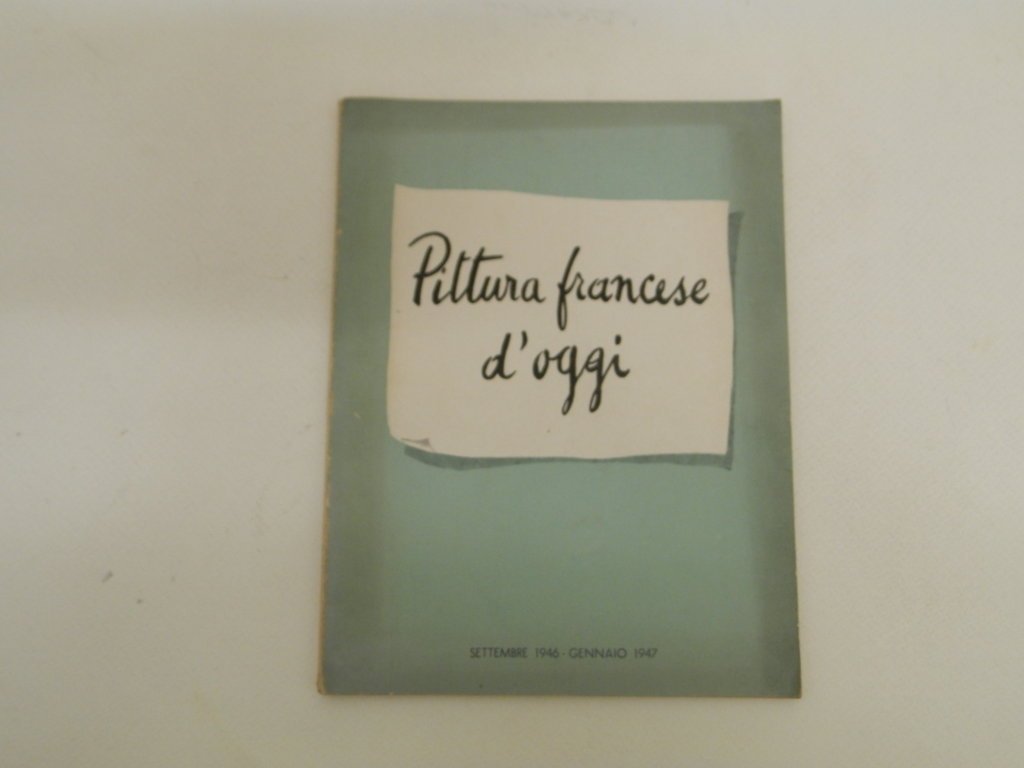 Pittura francese
d'oggi
SETTEMBRE 1946 - GENNAIO 1947